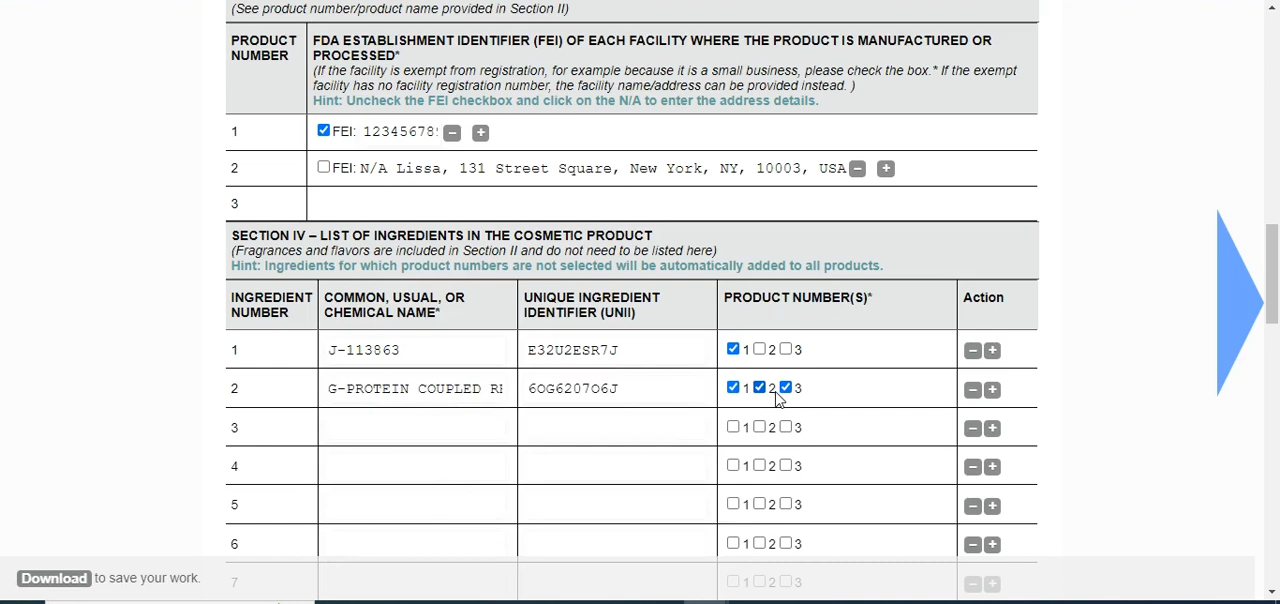 (See product number/product name provided in Section II)
PRODUCT NUMBER
FDA ESTABLISHMENT IDENTIFIER (FEI) OF EACH FACILITY WHERE THE PRODUCT IS MANUFACTURED OR
PROCESSED*
(If the facility is exempt from registration, for example because it is a small business, please check the box.* If the exempt
facility has no facility registration number, the facility name/address can be provided instead. )
Hint: Uncheck the FEI checkbox and click on the N/A to enter the address details.
1 FEI: 12345678 − +
2 FEI: N/A Lissa, 131 Street Square, New York, NY, 10003, USA − +
3
SECTION IV – LIST OF INGREDIENTS IN THE COSMETIC PRODUCT
(Fragrances and flavors are included in Section II and do not need to be listed here)
Hint: Ingredients for which product numbers are not selected will be automatically added to all products.
INGREDIENT NUMBER
COMMON, USUAL, OR
CHEMICAL NAME*
UNIQUE INGREDIENT
IDENTIFIER (UNII)
PRODUCT NUMBER(S)*
Action
1 J-113863 E32U2ESR7J 1 2 3 − +
2 G-PROTEIN COUPLED 6OG6207O6J 1 2 3 − +
3 1 2 3 − +
4 1 2 3 − +
5 1 2 3 − +
6 1 2 3 − +
7 1 2 3 − +
Download to save your work.